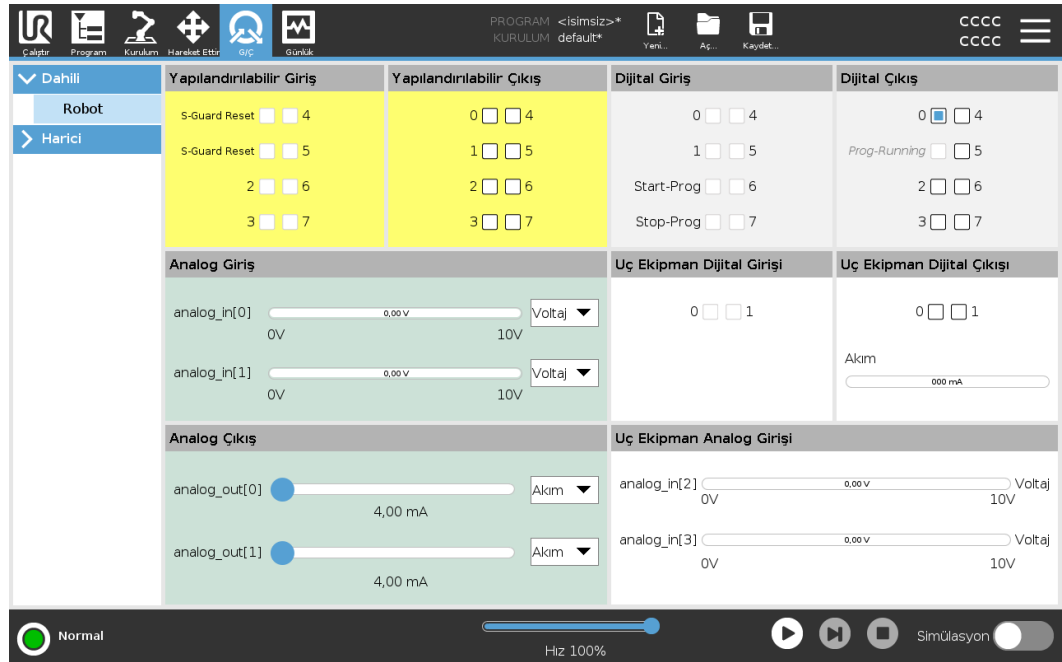 PROGRAM <isimsiz>*
KURULUM default*
UR
Çalıştır Program Kurulum Hareket Ettir G/Ç Günlük Yeni... Aç... Kaydet...
CCCC
CCCC
Dahili
Robot
Harici
Yapılandırılabilir Giriş
S-Guard Reset 4
S-Guard Reset 5
2 6
3 7
Yapılandırılabilir Çıkış
0 4
1 5
2 6
3 7
Dijital Giriş
0 4
1 5
Start-Prog 6
Stop-Prog 7
Dijital Çıkış
0 4
Prog-Running 5
2 6
3 7
Analog Giriş
analog_in[0] 0,00 V Voltaj
0V 10V
analog_in[1] 0,00 V Voltaj
0V 10V
Uç Ekipman Dijital Girişi
0 1
Uç Ekipman Dijital Çıkışı
0 1
Akım
000 mA
Analog Çıkış
analog_out[0] Akım
4,00 mA
analog_out[1] Akım
4,00 mA
Uç Ekipman Analog Girişi
analog_in[2] 0,00 V Voltaj
0V 10V
analog_in[3] 0,00 V Voltaj
0V 10V
Normal
Hız 100%
Simülasyon